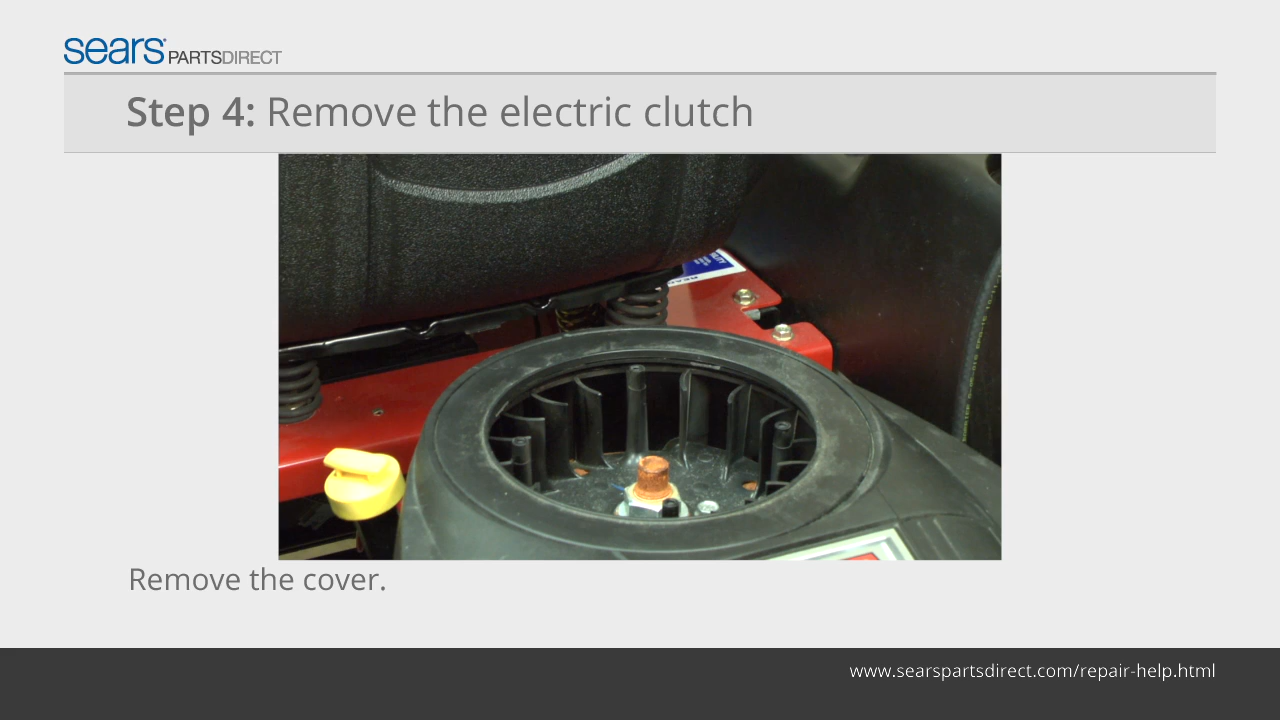 sears PARTSDIRECT
Step 4: Remove the electric clutch
Remove the cover.
www.searspartsdirect.com/repair-help.html